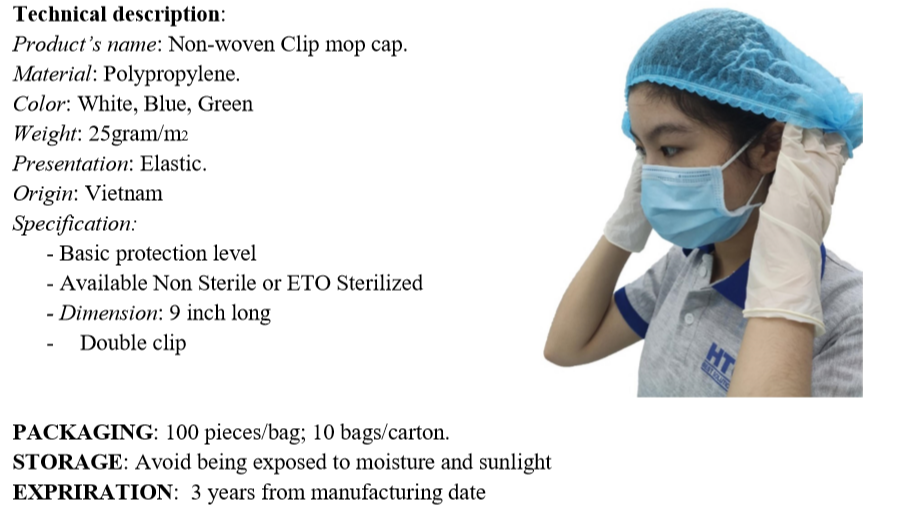 Technical description:
Product's name: Non-woven Clip mop cap.
Material: Polypropylene.
Color: White, Blue, Green
Weight: 25gram/m2
Presentation: Elastic.
Origin: Vietnam
Specification:
- Basic protection level
- Available Non Sterile or ETO Sterilized
- Dimension: 9 inch long
- Double clip
HT
PACKAGING: 100 pieces/bag; 10 bags/carton.
STORAGE: Avoid being exposed to moisture and sunlight
EXPRIRATION: 3 years from manufacturing date